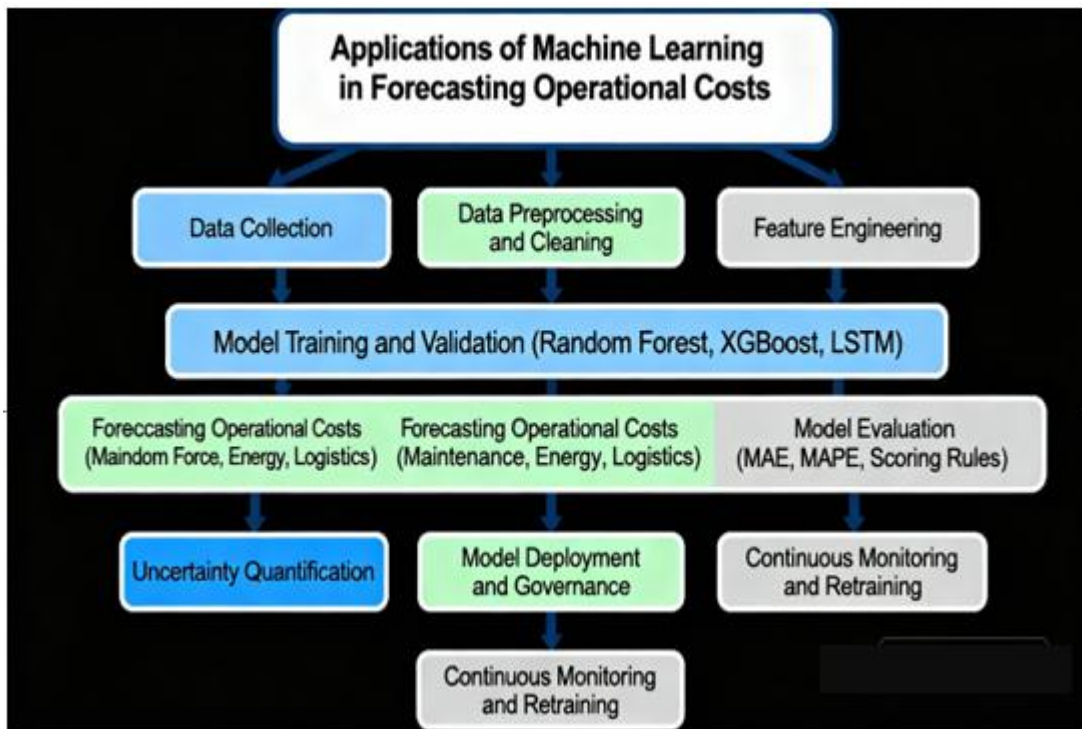 Applications of Machine Learning
in Forecasting Operational Costs
Data Collection
Data Preprocessing
and Cleaning
Feature Engineering
Model Training and Validation (Random Forest, XGBoost, LSTM)
Foreccasting Operational Costs
(Maindom Force, Energy, Logistics)
Forecasting Operational Costs
(Maintenance, Energy, Logistics)
Model Evaluation
(MAE, MAPE, Scoring Rules)
Uncertainty Quantification
Model Deployment
and Governance
Continuous Monitoring
and Retraining
Continuous Monitoring
and Retraining